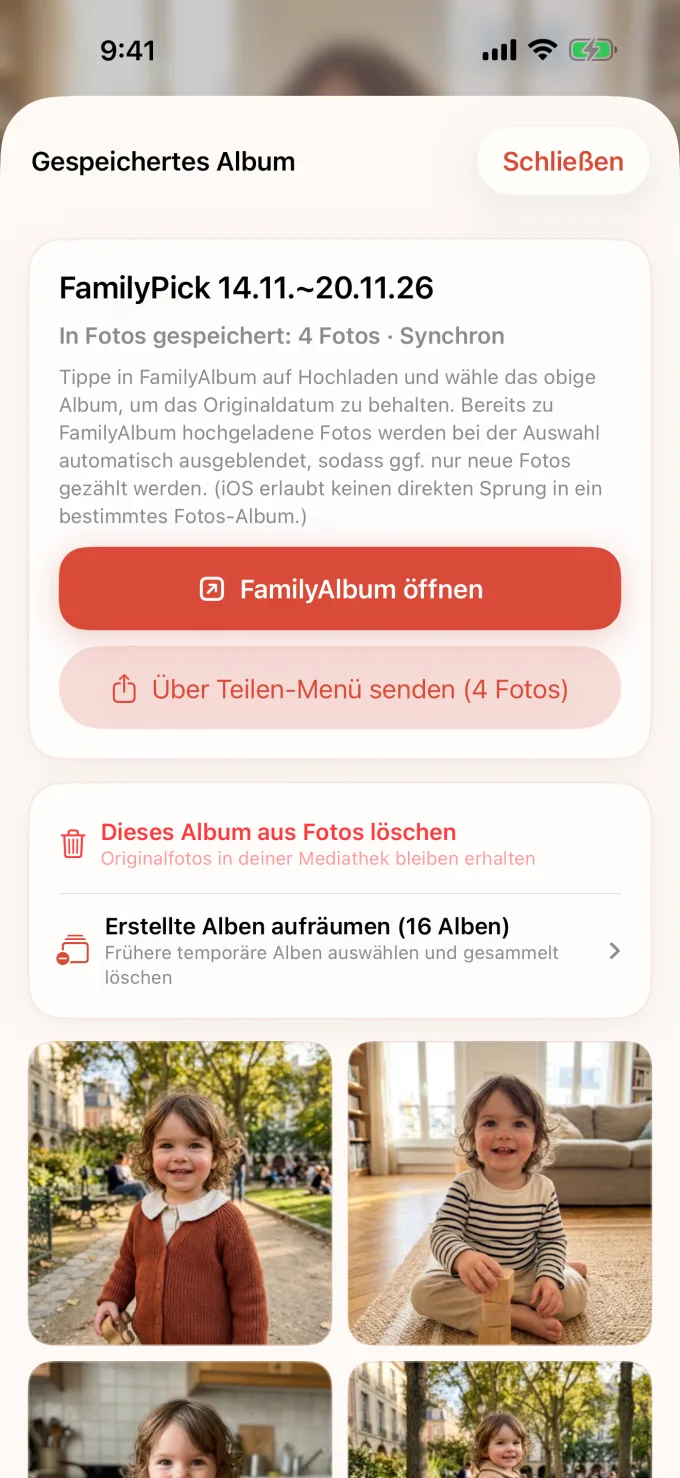 9:41
Gespeichertes Album
Schließen
FamilyPick 14.11.~20.11.26
In Fotos gespeichert: 4 Fotos · Synchron
Tippe in FamilyAlbum auf Hochladen und wähle das obige
Album, um das Originaldatum zu behalten. Bereits zu
FamilyAlbum hochgeladene Fotos werden bei der Auswahl
automatisch ausgeblendet, sodass ggf. nur neue Fotos
gezählt werden. (iOS erlaubt keinen direkten Sprung in ein
bestimmtes Fotos-Album.)
FamilyAlbum öffnen
Über Teilen-Menü senden (4 Fotos)
Dieses Album aus Fotos löschen
Originalfotos in deiner Mediathek bleiben erhalten
Erstellte Alben aufräumen (16 Alben)
Frühere temporäre Alben auswählen und gesammelt
löschen